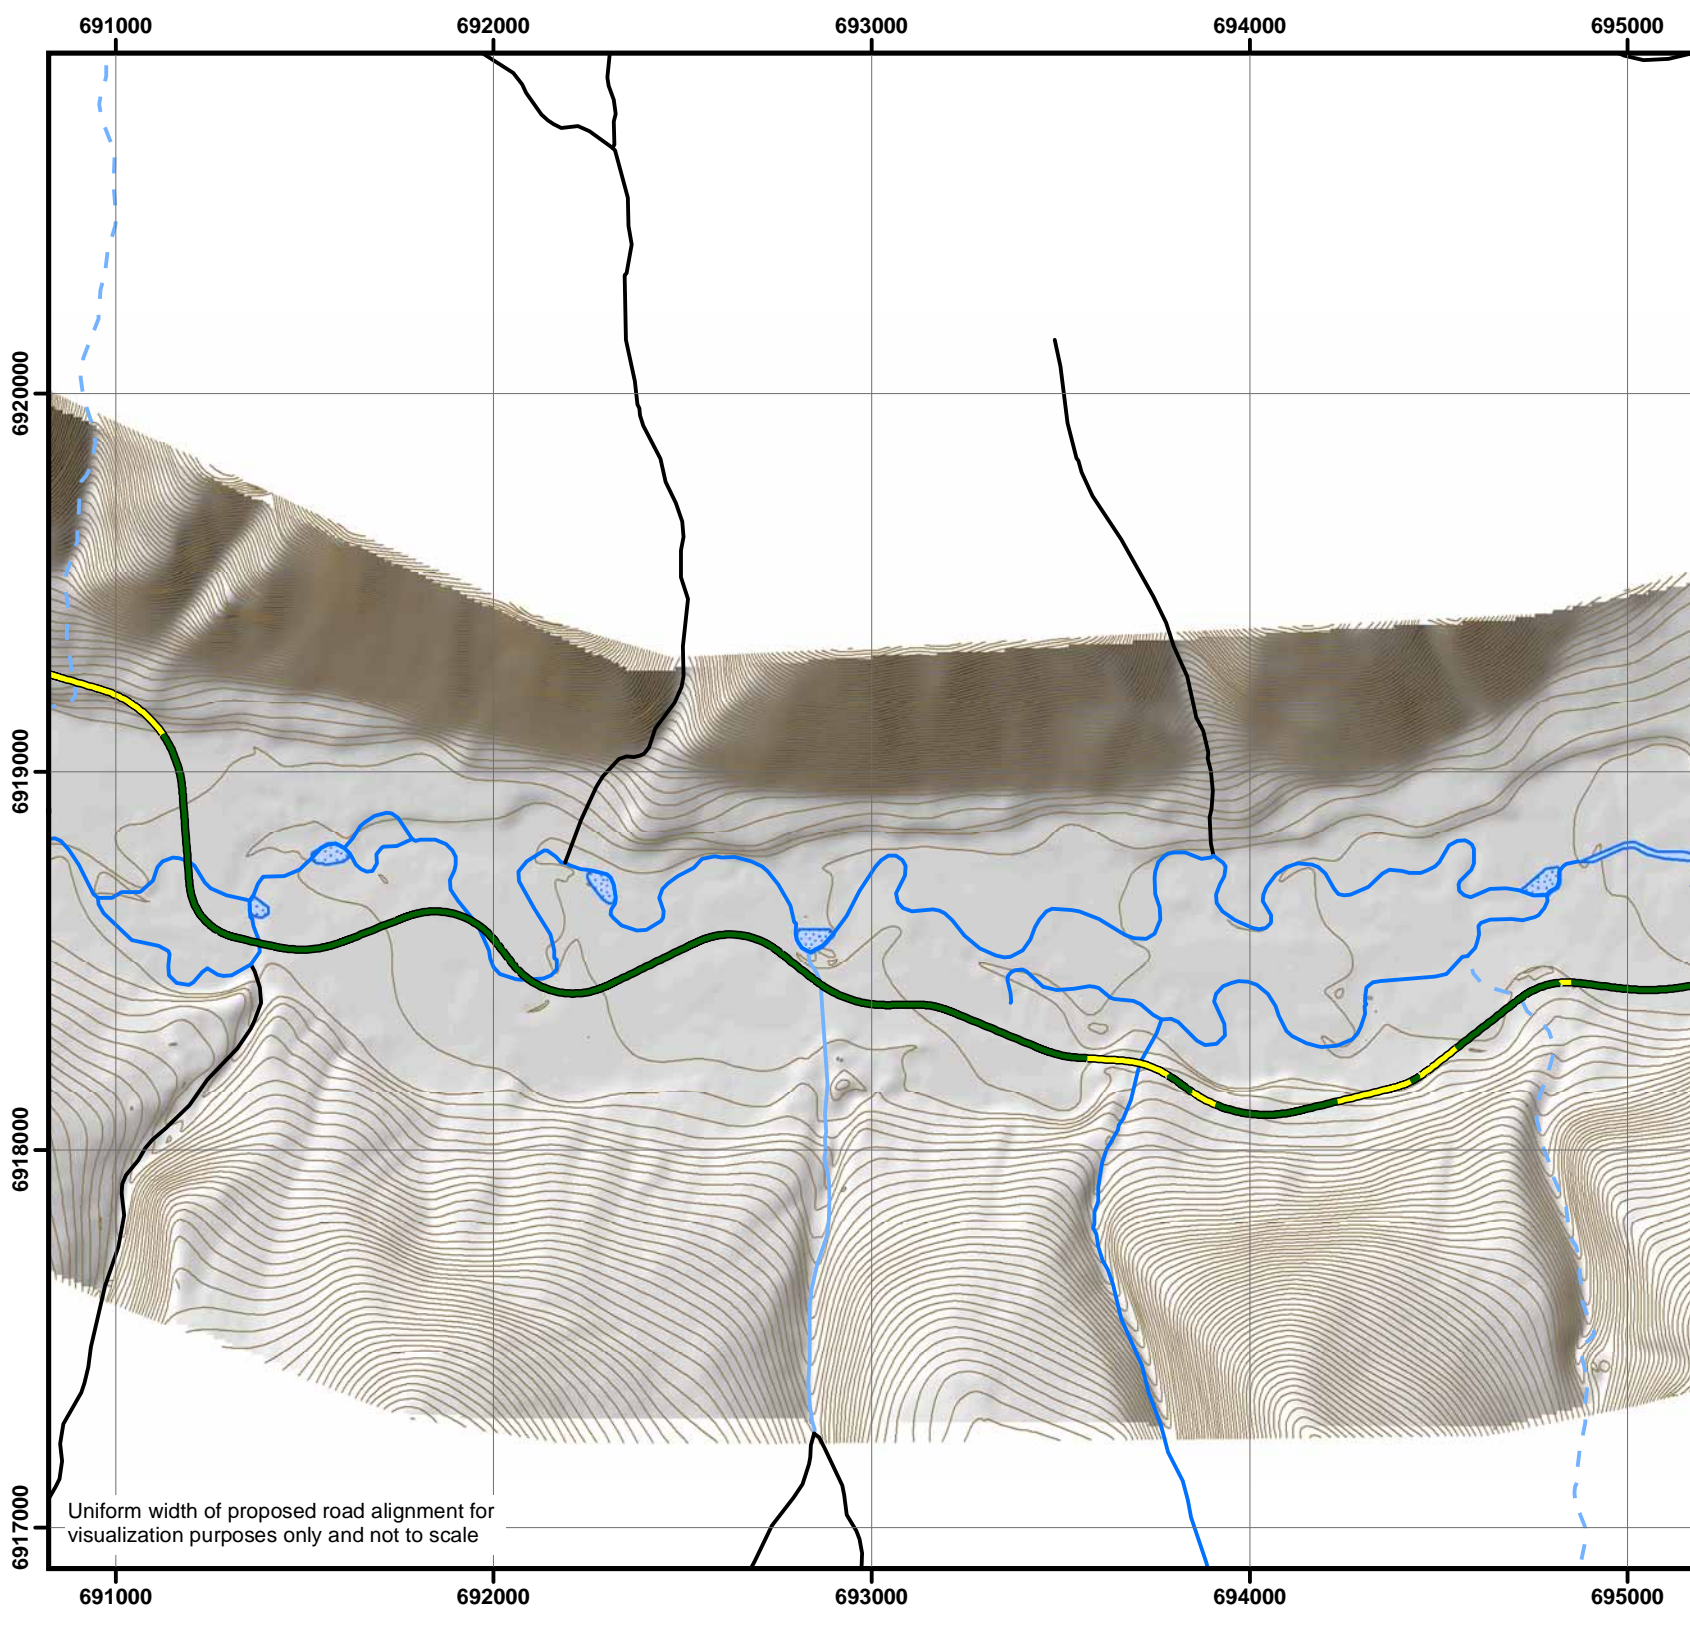 691000 692000 693000 694000 695000
6920000
6919000
6918000
6917000
Uniform width of proposed road alignment for
visualization purposes only and not to scale
691000 692000 693000 694000 695000